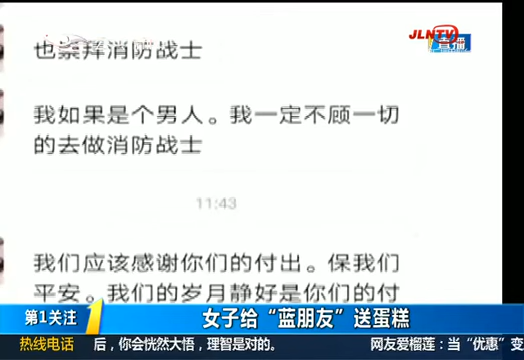 JLNTV
直播
也崇拜消防战士
我如果是个男人。我一定不顾一切
的去做消防战士
11:43
我们应该感谢你们的付出。保我们
平安。我们的岁月静好是你们的付
第1关注
1
女子给“蓝朋友”送蛋糕
热线电话
后，你会恍然大悟，理智是对的。
网友爱榴莲：当“优惠”变